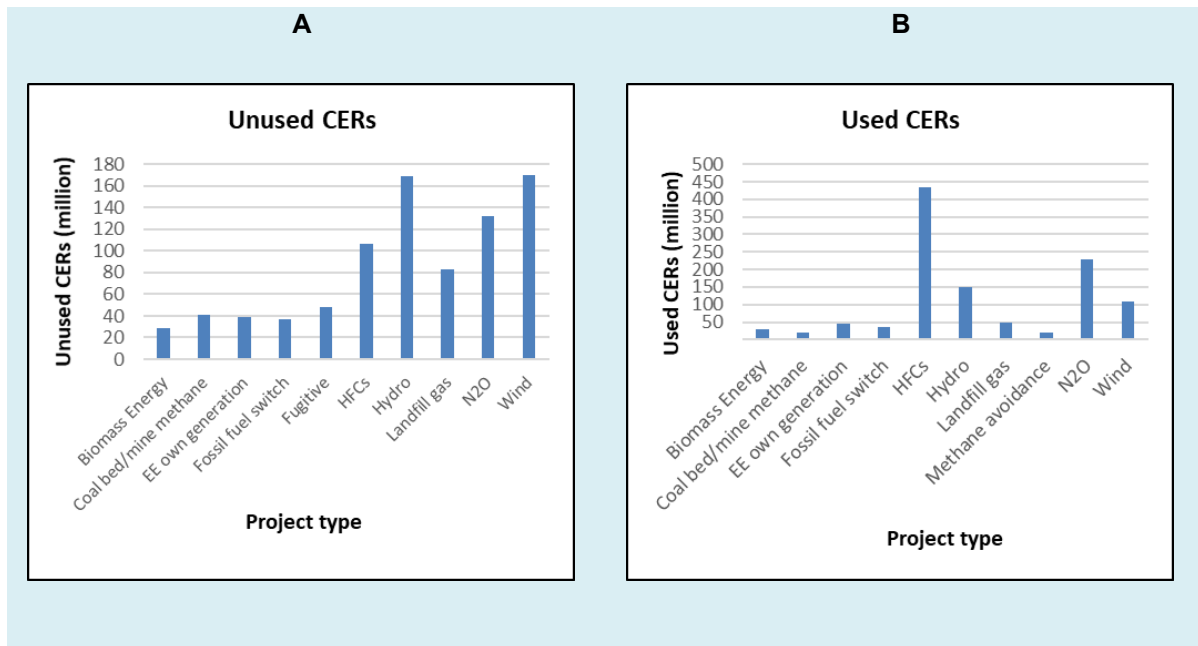 A
Unused CERs
Unused CERs (million)
180
160
140
120
100
80
60
40
20
0
Biomass Energy
Coal bed/mine methane
EE own generation
Fossil fuel switch
Fugitive
HFCs
Hydro
Landfill gas
N2O
Wind
Project type
B
Used CERs
Used CERs (million)
500
450
400
350
300
250
200
150
100
50
Biomass Energy
Coal bed/mine methane
EE own generation
Fossil fuel switch
HFCs
Hydro
Landfill gas
Methane avoidance
N2O
Wind
Project type